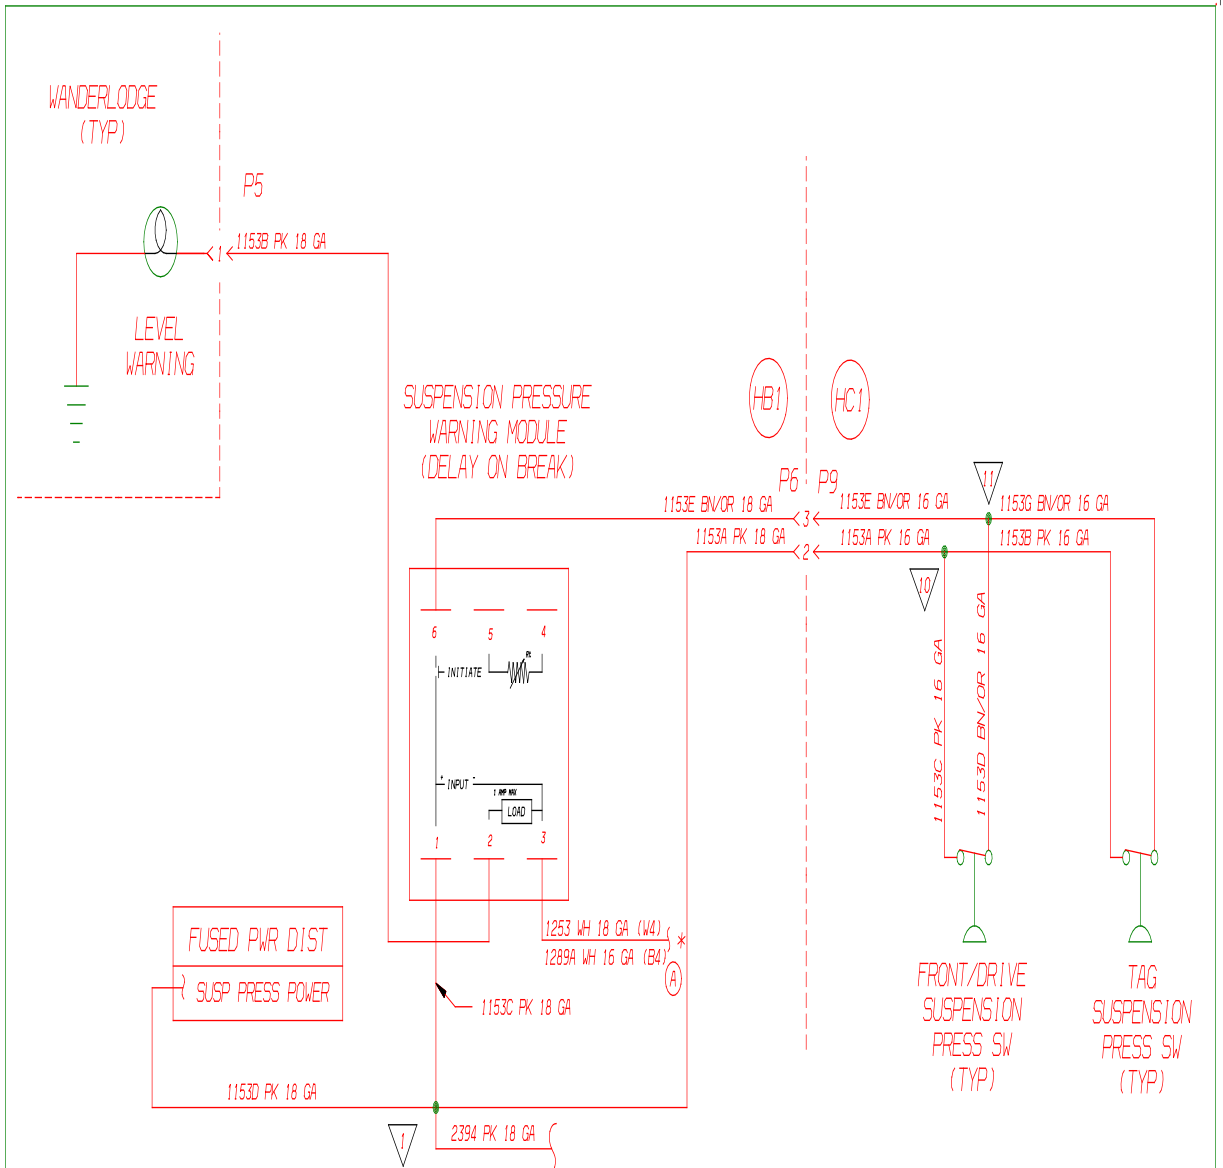 WANDERLODGE
(TYP)
P5
1
1153B PK 18 GA
LEVEL
WARNING
SUSPENSION PRESSURE
WARNING MODULE
(DELAY ON BREAK)
HB1
HC1
P6
P9
11
1153E BN/OR 18 GA
3
1153E BN/OR 16 GA
1153G BN/OR 16 GA
1153A PK 18 GA
2
1153A PK 16 GA
1153B PK 16 GA
10
6
5
4
INITIATE
Rt
+ INPUT -
1 AMP MAX
LOAD
1
2
3
1153C PK 16 GA
1153D BN/OR 16 GA
1253 WH 18 GA (W4)
1289A WH 16 GA (B4)
*
A
FUSED PWR DIST
SUSP PRESS POWER
1153C PK 18 GA
FRONT/DRIVE
SUSPENSION
PRESS SW
(TYP)
TAG
SUSPENSION
PRESS SW
(TYP)
1153D PK 18 GA
1
2394 PK 18 GA